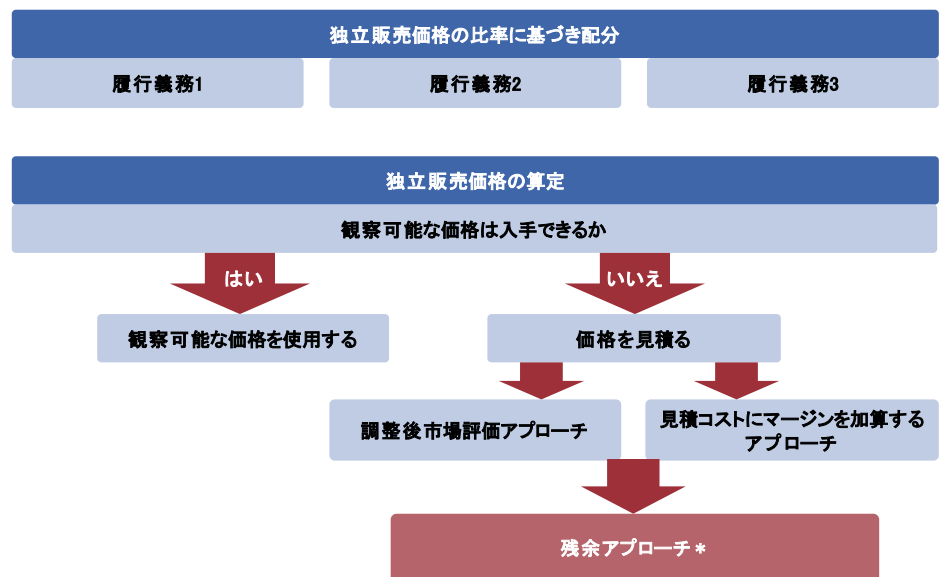 独立販売価格の比率に基づき配分
履行義務1
履行義務2
履行義務3
独立販売価格の算定
観察可能な価格は入手できるか
はい
いいえ
観察可能な価格を使用する
価格を見積る
調整後市場評価アプローチ
見積コストにマージンを加算する
アプローチ
残余アプローチ*